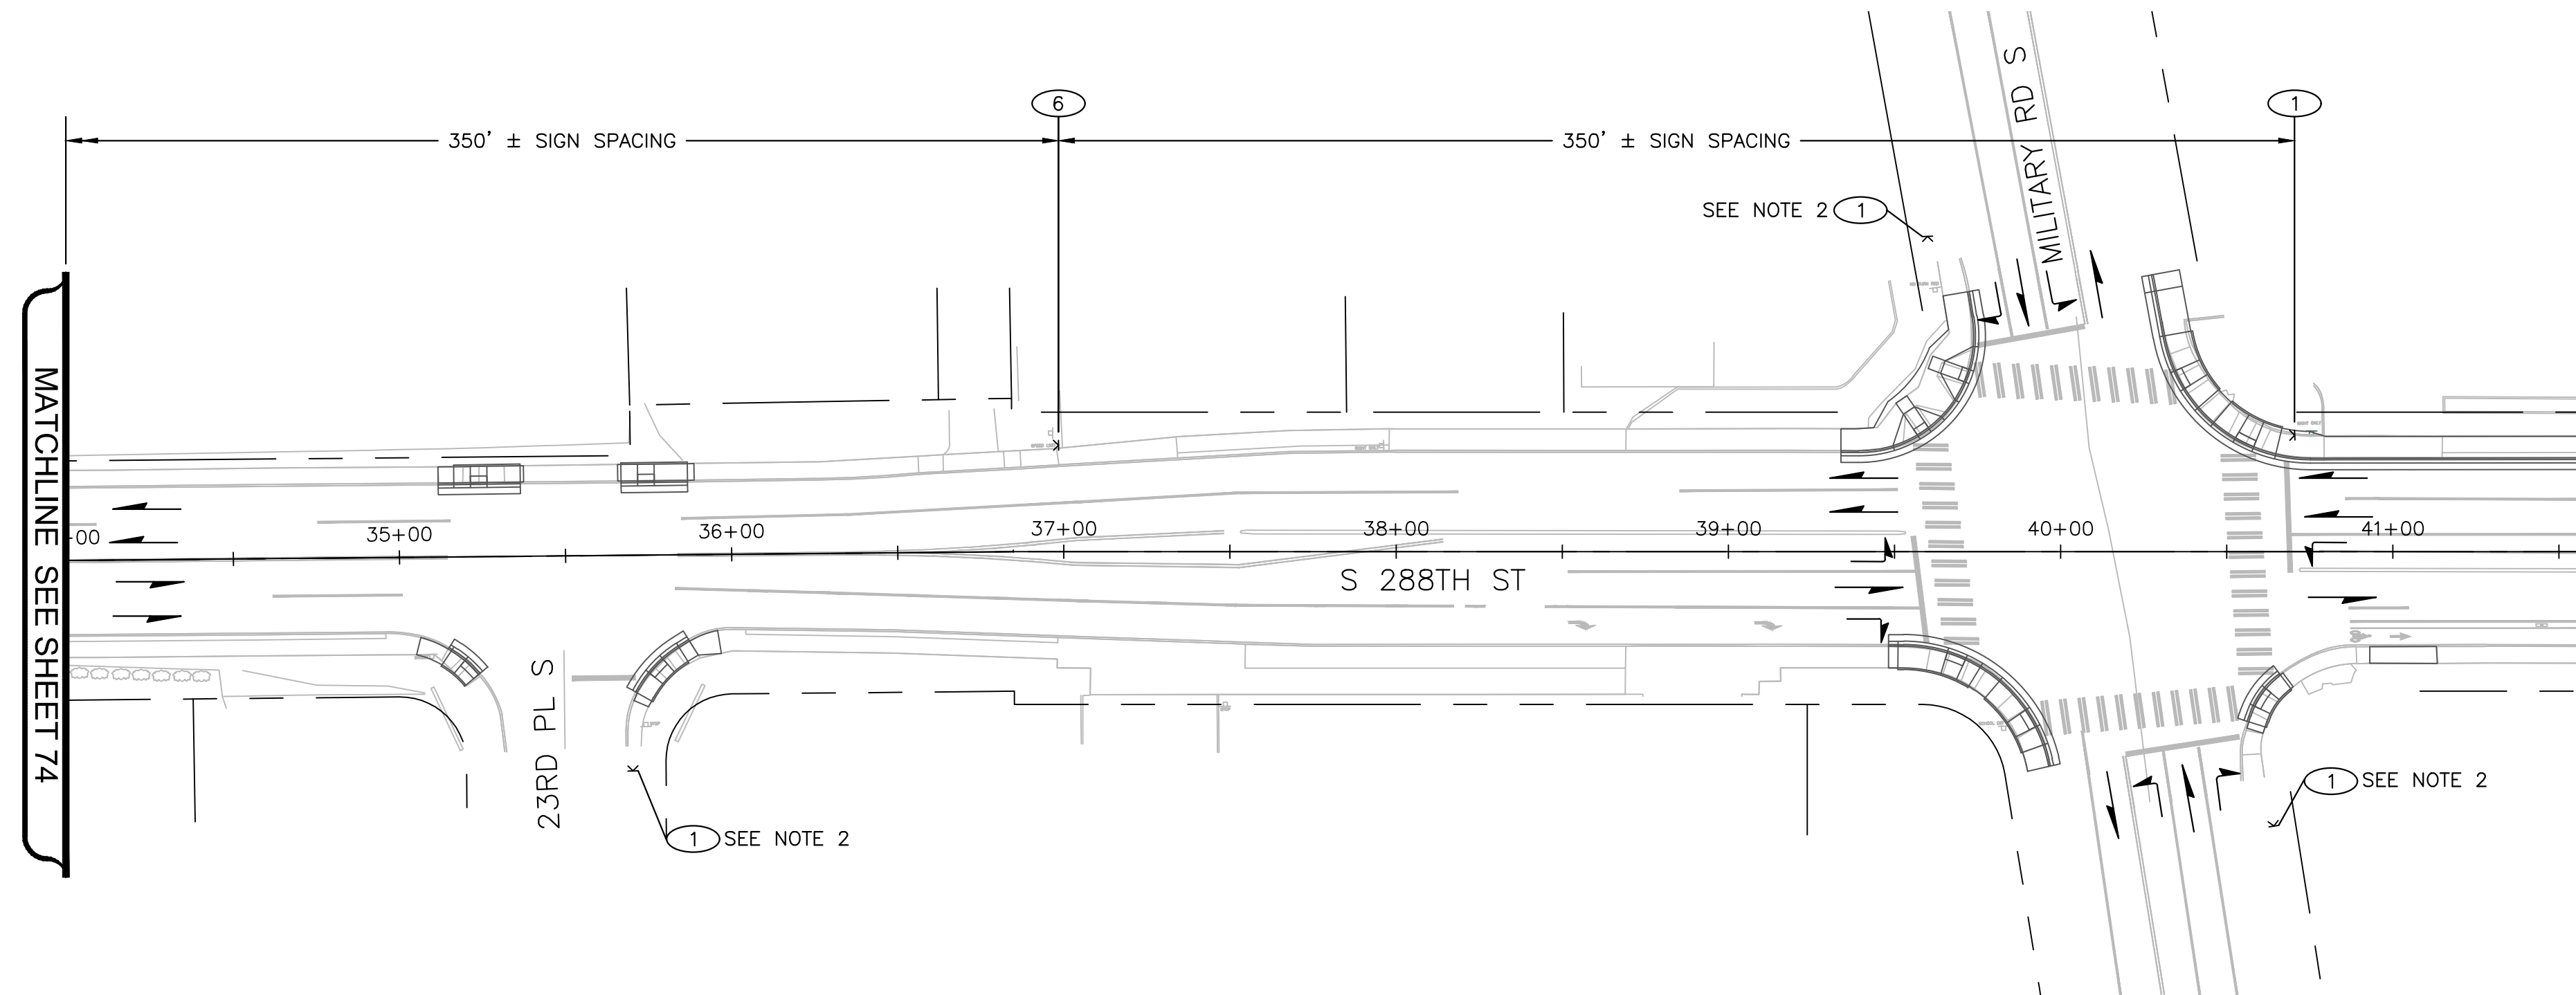 6
1
350' ± SIGN SPACING
350' ± SIGN SPACING
MILITARY RD S
SEE NOTE 2 1
MATCHLINE SEE SHEET 74
00
35+00
36+00
37+00
38+00
39+00
40+00
41+00
S 288TH ST
23RD PL S
1 SEE NOTE 2
1 SEE NOTE 2